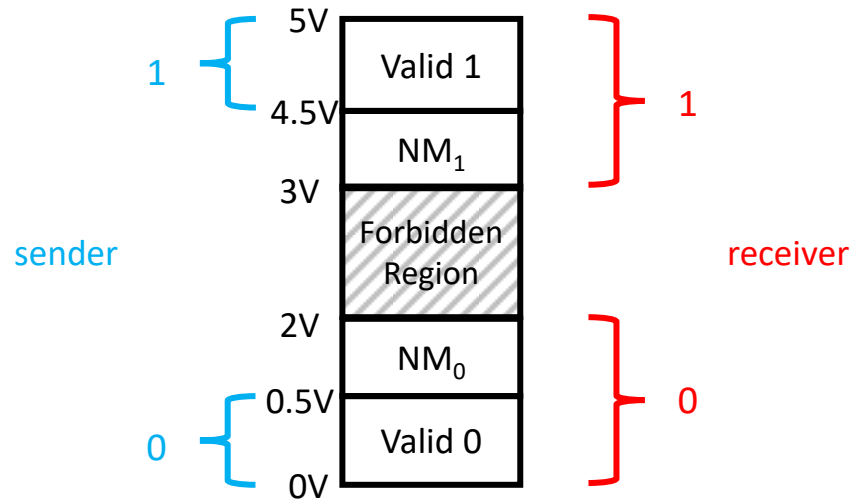 5V
Valid 1
1
4.5V
1
NM₁
3V
Forbidden
Region
sender
receiver
2V
NM₀
0.5V
0
Valid 0
0
0V